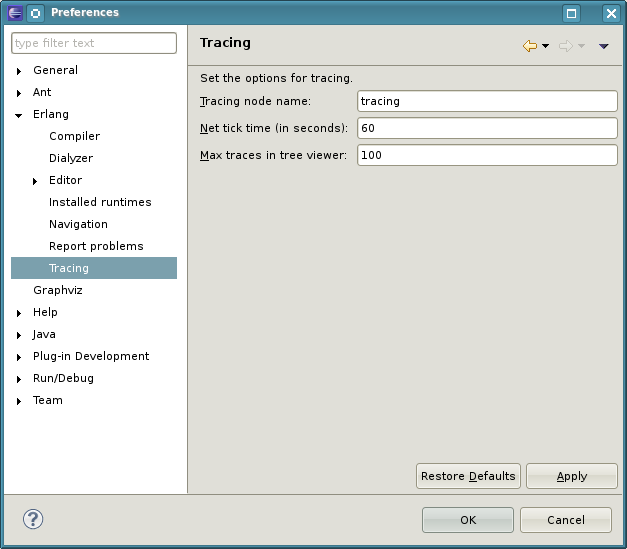 Preferences
type filter text
General
Ant
Erlang
Compiler
Dialyzer
Editor
Installed runtimes
Navigation
Report problems
Tracing
Graphviz
Help
Java
Plug-in Development
Run/Debug
Team
Tracing
Set the options for tracing.
Tracing node name: tracing
Net tick time (in seconds): 60
Max traces in tree viewer: 100
Restore Defaults Apply
? OK Cancel